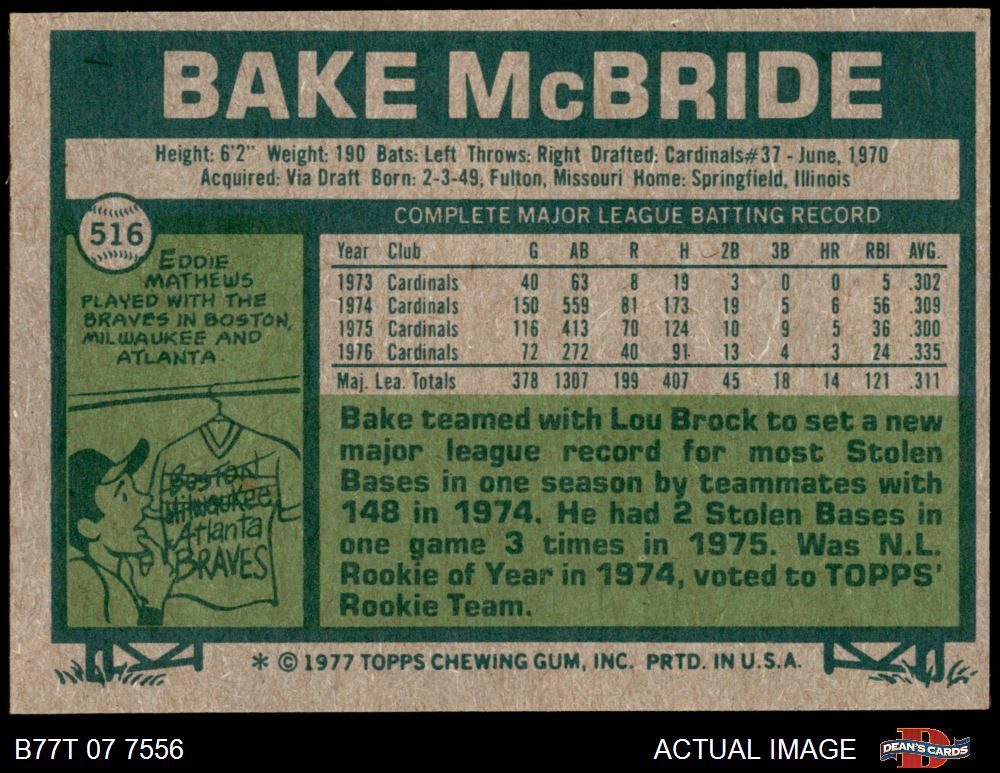 BAKE McBRIDE
Height: 6'2" Weight: 190 Bats: Left Throws: Right Drafted: Cardinals#37 - June, 1970
Acquired: Via Draft Born: 2-3-49, Fulton, Missouri Home: Springfield, Illinois
516
EDDIE
MATHEWS
PLAYED WITH THE
BRAVES IN BOSTON,
MILWAUKEE AND
ATLANTA.
Boston
Milwaukee
Atlanta
BRAVES
COMPLETE MAJOR LEAGUE BATTING RECORD
Year Club G AB R H 2B 3B HR RBI AVG.
1973 Cardinals 40 63 8 19 3 0 0 5 .302
1974 Cardinals 150 559 81 173 19 5 6 56 .309
1975 Cardinals 116 413 70 124 10 9 5 36 .300
1976 Cardinals 72 272 40 91 13 4 3 24 .335
Maj. Lea. Totals 378 1307 199 407 45 18 14 121 .311
Bake teamed with Lou Brock to set a new
major league record for most Stolen
Bases in one season by teammates with
148 in 1974. He had 2 Stolen Bases in
one game 3 times in 1975. Was N.L.
Rookie of Year in 1974, voted to TOPPS'
Rookie Team.
* © 1977 TOPPS CHEWING GUM, INC. PRTD. IN U.S.A.
B77T 07 7556
ACTUAL IMAGE
DEAN'S CARDS